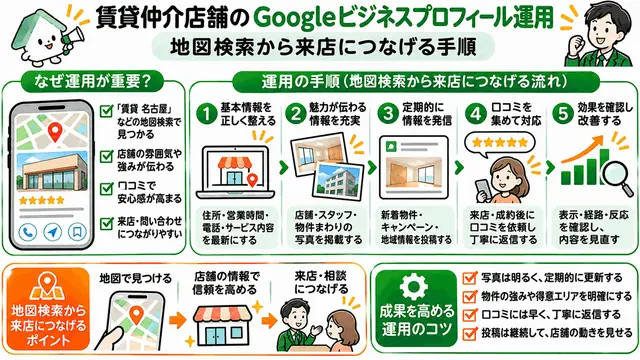 賃貸仲介店舗のGoogleビジネスプロフィール運用
地図検索から来店につなげる手順
なぜ運用が重要？
「賃貸 名古屋」
などの地図検索で
見つかる
店舗の雰囲気や
強みが伝わる
口コミで
安心感が高まる
来店・問い合わせ
につながりやすい
運用の手順（地図検索から来店につなげる流れ）
1 基本情報を
正しく整える
住所・営業時間・
電話・サービス内容
を最新にする
2 魅力が伝わる
情報を充実
店舗・スタッフ・
物件まわりの
写真を掲載する
3 定期的に
情報を発信
新着物件・
キャンペーン・
地域情報を投稿する
4 口コミを
集めて対応
来店・成約後に
口コミを依頼し
丁寧に返信する
5 効果を確認し
改善する
表示・経路・反応
を確認し、
内容を見直す
地図検索から
来店につなげる
ポイント
地図で見つける
店舗の情報で
信頼を高める
来店・相談
につなげる
成果を高める
運用のコツ
写真は明るく、定期的に更新する
物件の強みや得意エリアを明確にする
口コミには早く、丁寧に返信する
投稿は継続して、店舗の動きを見せる